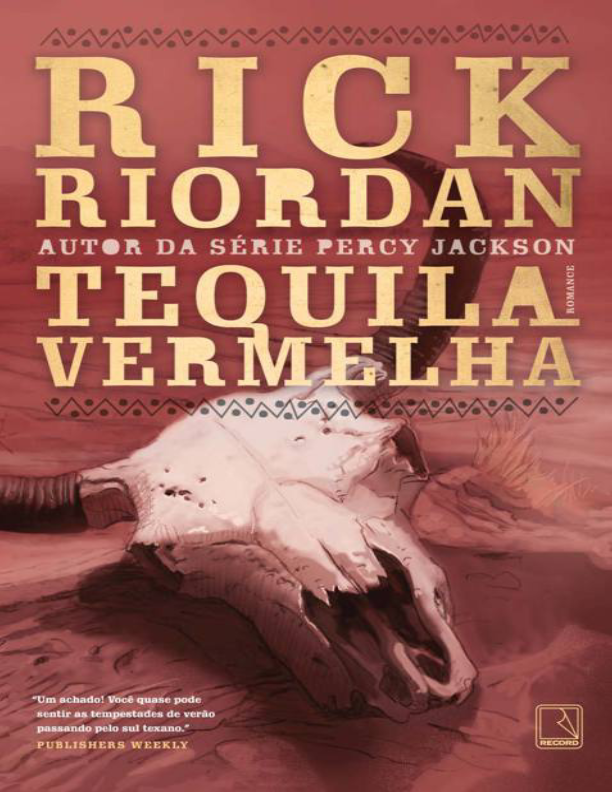 RICK
RIORDAN
AUTOR DA SÉRIE PERCY JACKSON
TEQUILA
ROMANCE
VERMELHA
“Um achado! Você quase pode
sentir as tempestades de verão
passando pelo sul texano.”
PUBLISHERS WEEKLY
RECORD